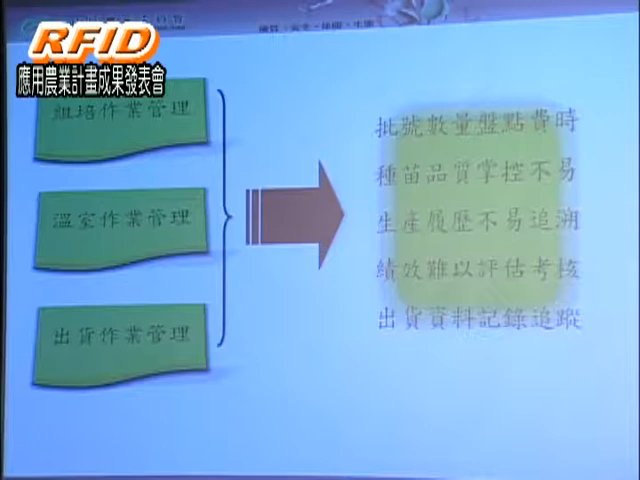 RFID
應用農業計畫成果發表會
組培作業管理
溫室作業管理
出貨作業管理
批號數量盤點費時
種苗品質掌控不易
生產履歷不易追溯
績效難以評估考核
出貨資料記錄追蹤